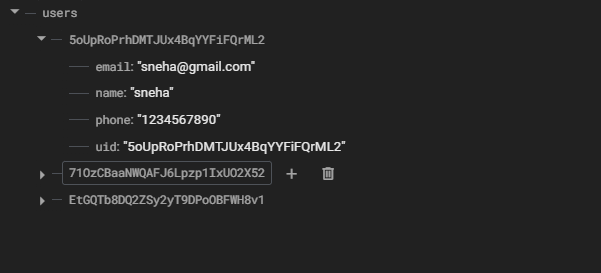 users
5oUpRoPrhDMTJUx4BqYYFiFQrML2
email: "sneha@gmail.com"
name: "sneha"
phone: "1234567890"
uid: "5oUpRoPrhDMTJUx4BqYYFiFQrML2"
71OzCBaaNWQAFJ6Lpzp1IxUO2X52
EtGQTb8DQ2ZSy2yT9DPoOBFWH8v1